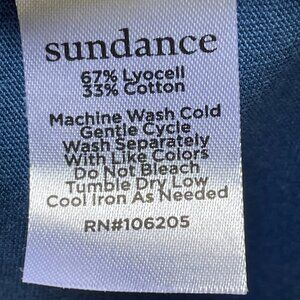 sundance
67% Lyocell
33% Cotton
Machine Wash Cold
Gentle Cycle
Wash Separately
With Like Colors
Do Not Bleach
Tumble Dry Low
Cool Iron As Needed
RN#106205